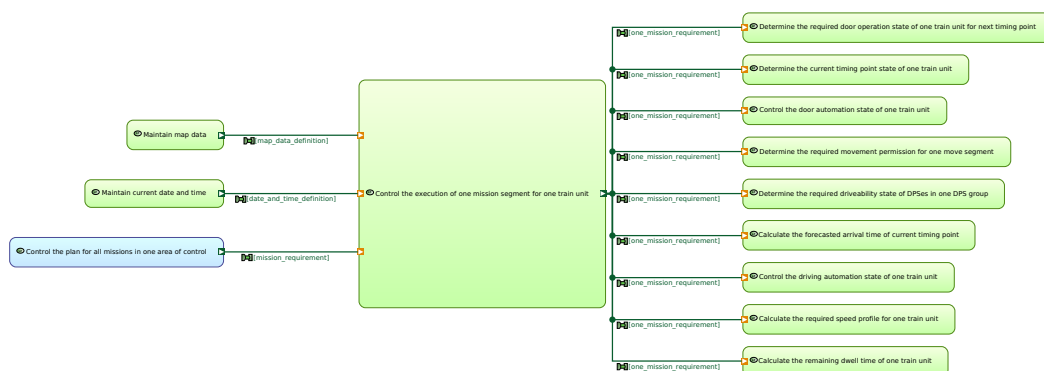 Determine the required door operation state of one train unit for next timing point
[one_mission_requirement]
Determine the current timing point state of one train unit
[one_mission_requirement]
Control the door automation state of one train unit
[one_mission_requirement]
Maintain map data
[map_data_definition]
Determine the required movement permission for one move segment
[one_mission_requirement]
Maintain current date and time
[date_and_time_definition]
Control the execution of one mission segment for one train unit
Determine the required driveability state of DPSes in one DPS group
[one_mission_requirement]
Calculate the forecasted arrival time of current timing point
[one_mission_requirement]
Control the plan for all missions in one area of control
[mission_requirement]
Control the driving automation state of one train unit
[one_mission_requirement]
Calculate the required speed profile for one train unit
[one_mission_requirement]
Calculate the remaining dwell time of one train unit
[one_mission_requirement]